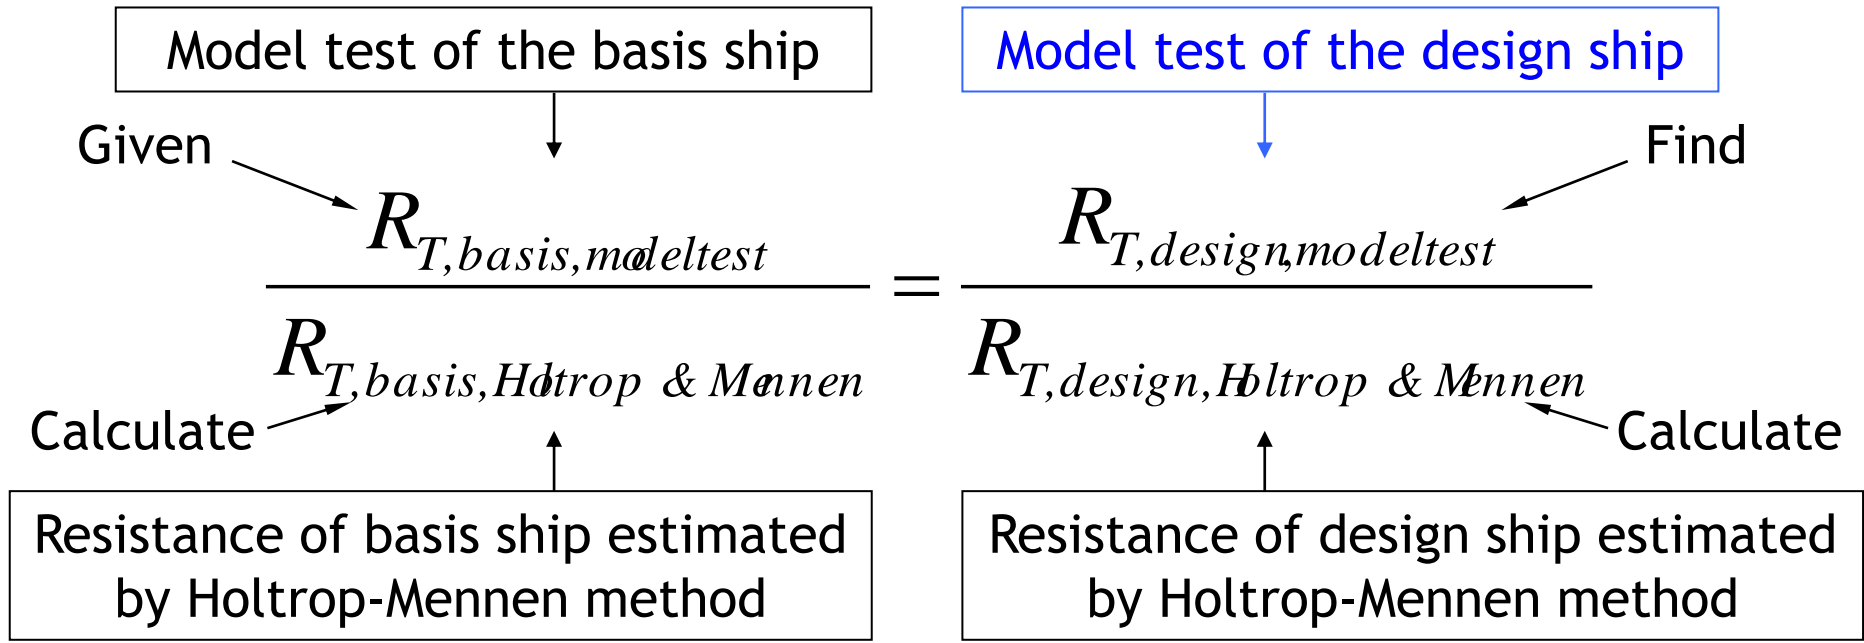 Model test of the basis ship
Model test of the design ship
Given
Find
R_{T,basis,modeltest}
R_{T,design,modeltest}
=
R_{T,basis,Holtrop & Mennen}
R_{T,design,Holtrop & Mennen}
Calculate
Calculate
Resistance of basis ship estimated
by Holtrop-Mennen method
Resistance of design ship estimated
by Holtrop-Mennen method